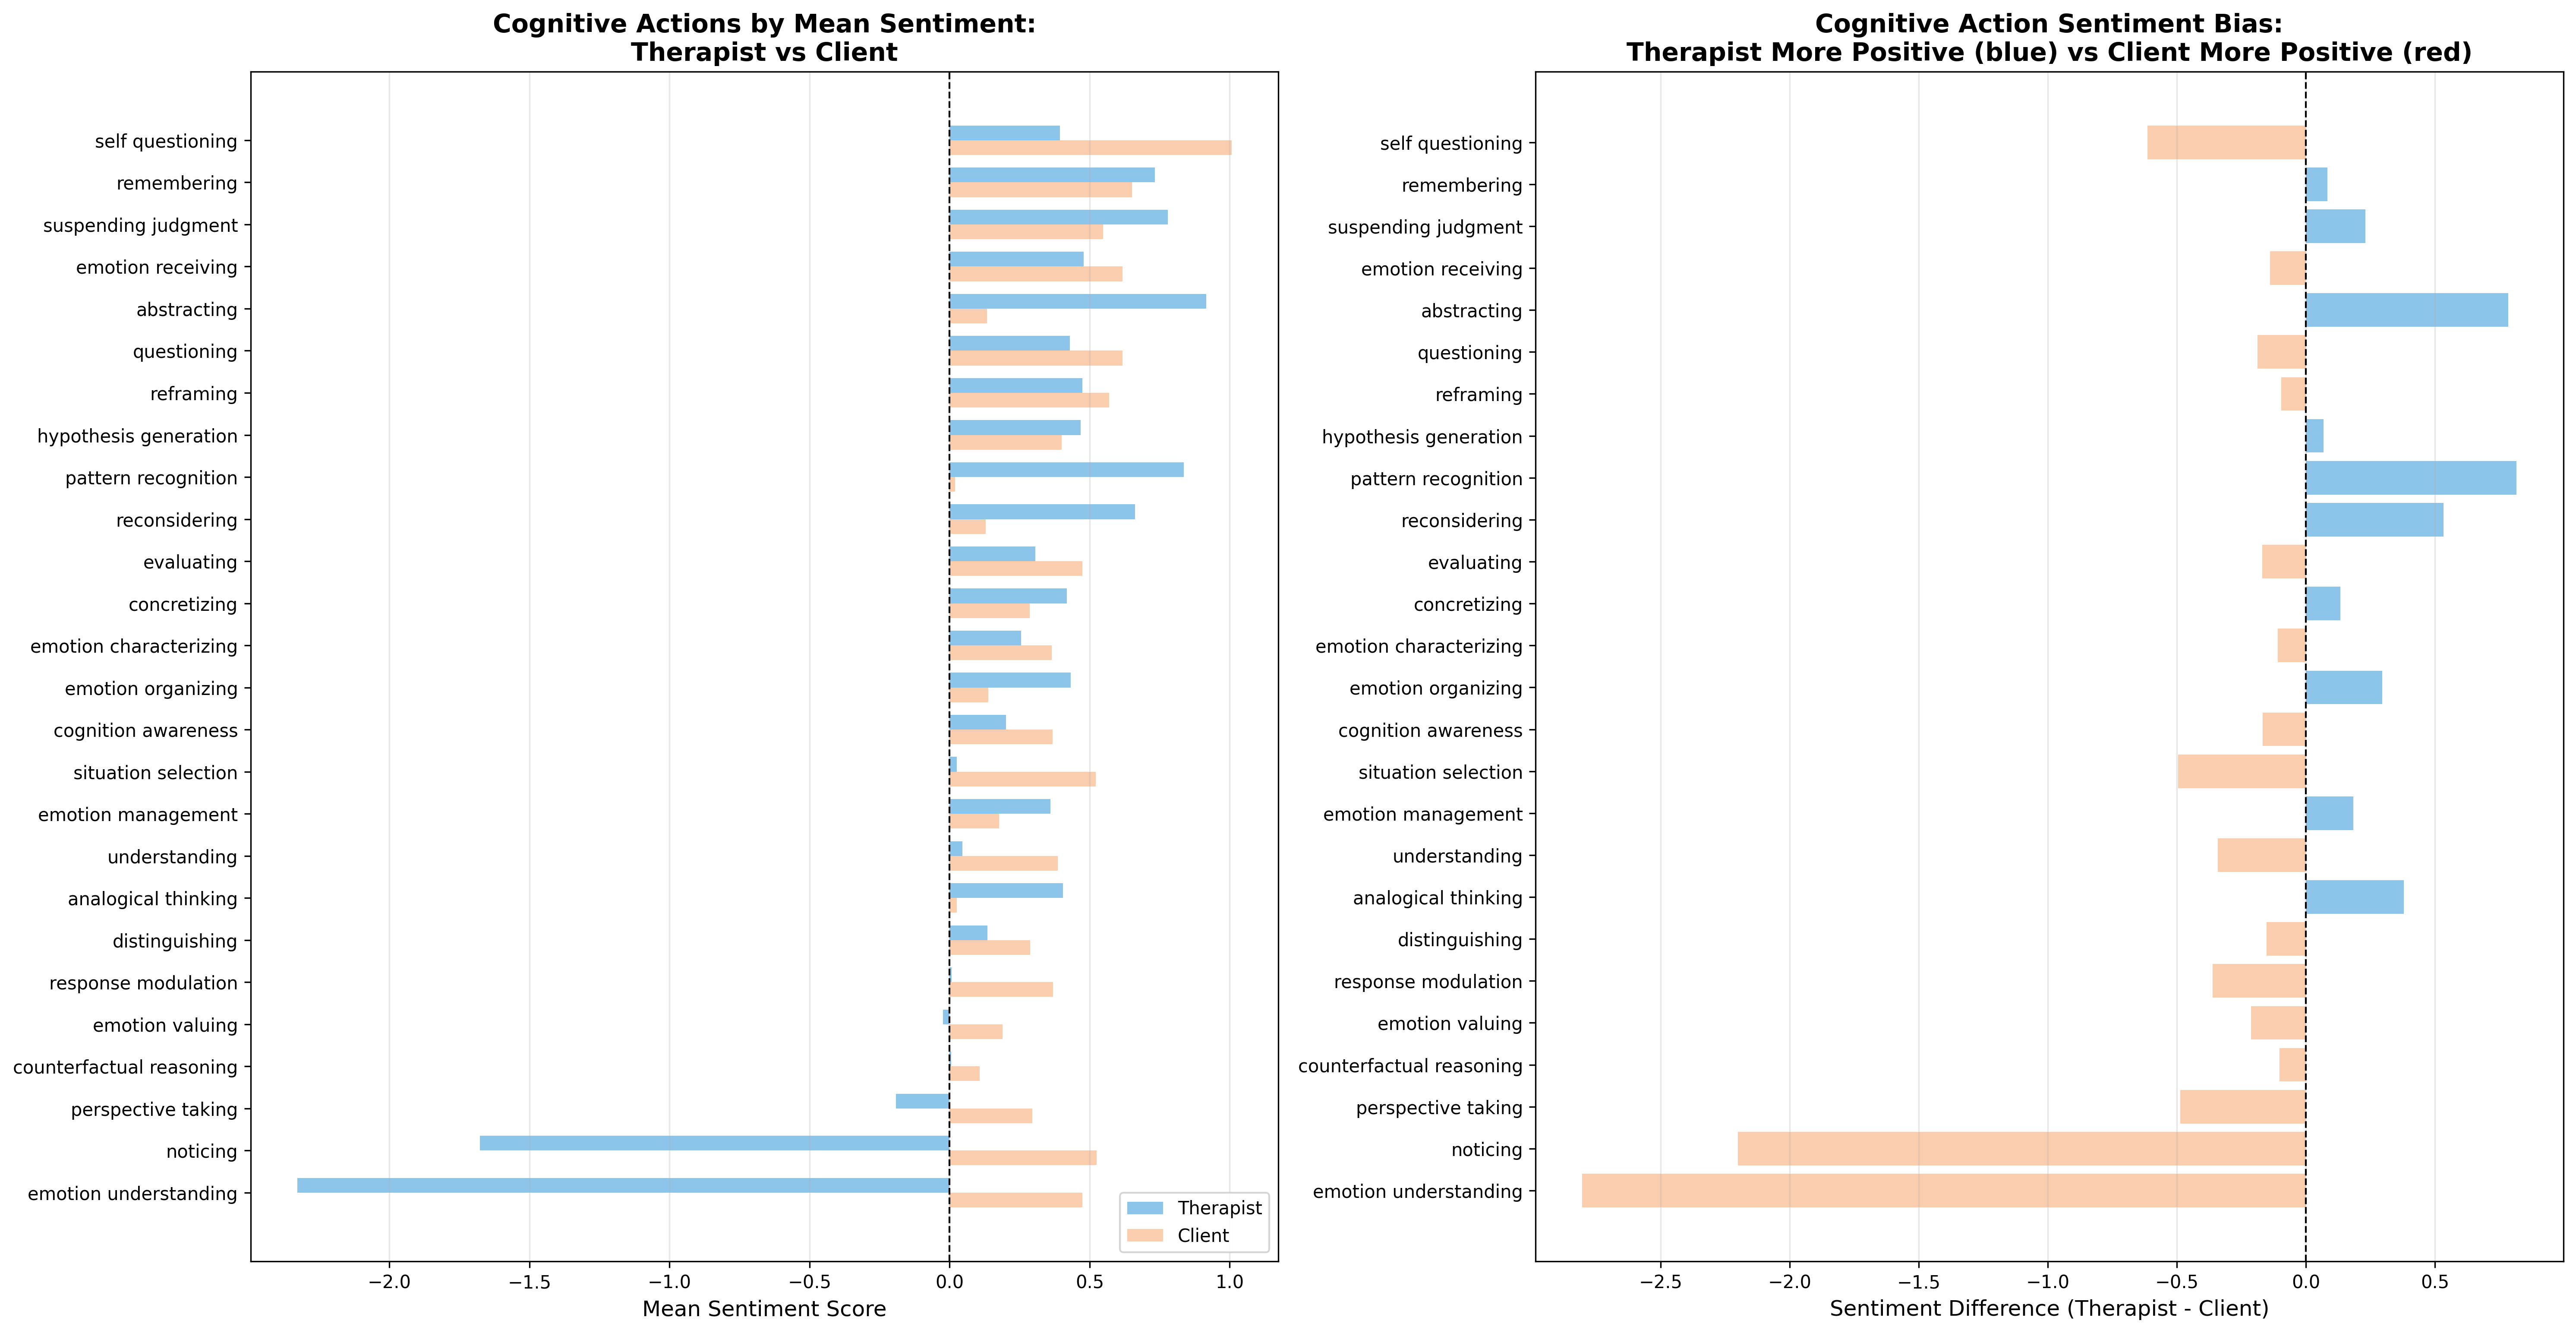 Cognitive Actions by Mean Sentiment:
Therapist vs Client
self questioning
remembering
suspending judgment
emotion receiving
abstracting
questioning
reframing
hypothesis generation
pattern recognition
reconsidering
evaluating
concretizing
emotion characterizing
emotion organizing
cognition awareness
situation selection
emotion management
understanding
analogical thinking
distinguishing
response modulation
emotion valuing
counterfactual reasoning
perspective taking
noticing
emotion understanding
Therapist
Client
−2.0 −1.5 −1.0 −0.5 0.0 0.5 1.0
Mean Sentiment Score
Cognitive Action Sentiment Bias:
Therapist More Positive (blue) vs Client More Positive (red)
self questioning
remembering
suspending judgment
emotion receiving
abstracting
questioning
reframing
hypothesis generation
pattern recognition
reconsidering
evaluating
concretizing
emotion characterizing
emotion organizing
cognition awareness
situation selection
emotion management
understanding
analogical thinking
distinguishing
response modulation
emotion valuing
counterfactual reasoning
perspective taking
noticing
emotion understanding
−2.5 −2.0 −1.5 −1.0 −0.5 0.0 0.5
Sentiment Difference (Therapist - Client)